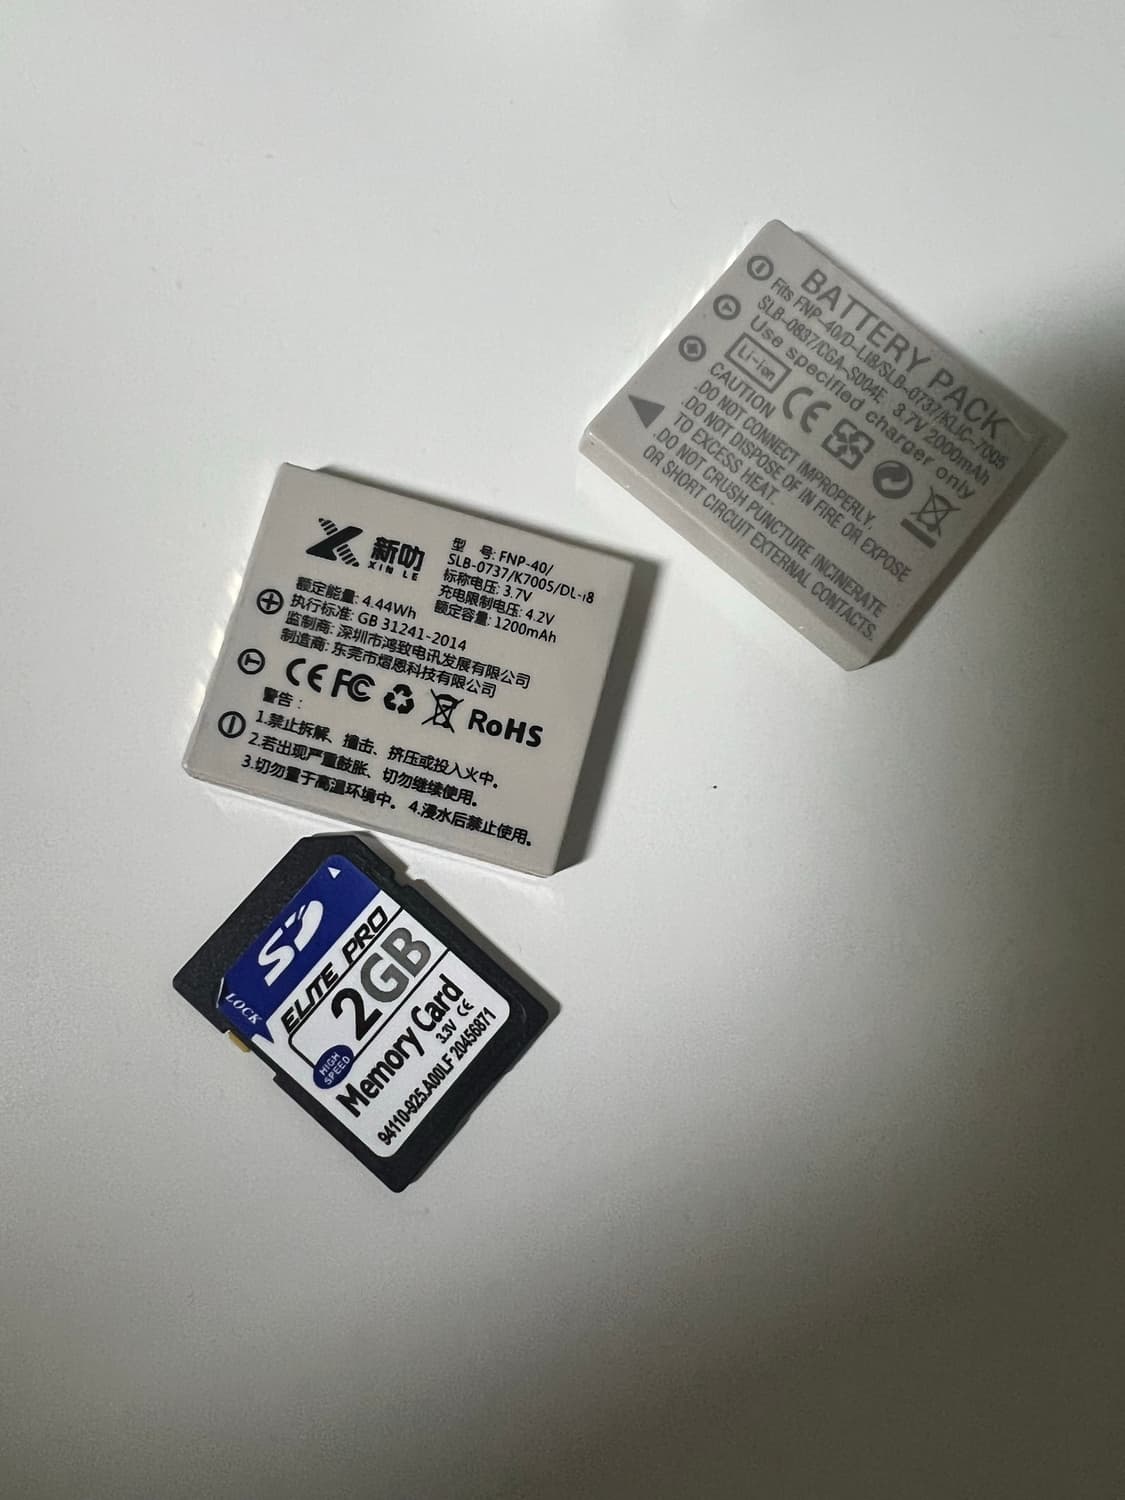 BATTERY PACK
Fits FNP-40/D-LI8/SLB-0737/KLIC-7005
SLB-0837/CGA-S004E 3.7V 2000mAh
Use specified charger only
Li-ion
CE
CAUTION
.DO NOT CONNECT IMPROPERLY.
.DO NOT DISPOSE OF IN FIRE OR EXPOSE
TO EXCESS HEAT.
.DO NOT CRUSH PUNCTURE INCINERATE
OR SHORT CIRCUIT EXTERNAL CONTACTS.
新叻
XIN LE
型 号: FNP-40/
SLB-0737/K7005/DL-i8
标称电压: 3.7V
充电限制电压: 4.2V
额定容量: 1200mAh
额定能量: 4.44Wh
执行标准: GB 31241-2014
监制商: 深圳市鸿致电讯发展有限公司
制造商: 东莞市熠恩科技有限公司
CE FC RoHS
警告:
1.禁止拆解、撞击、挤压或投入火中。
2.若出现严重鼓胀、切勿继续使用。
3.切勿置于高温环境中。 4.浸水后禁止使用。
SD
LOCK
ELITE PRO
2GB
HIGH
SPEED
Memory Card
3.3V CE
94110-925.A00LF 20456871